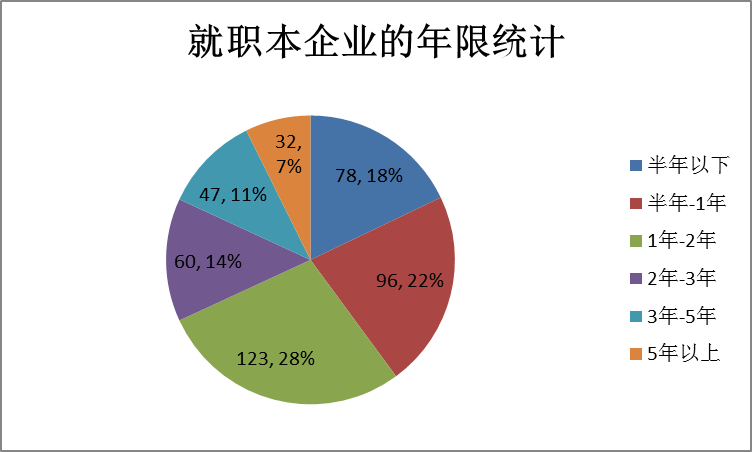 就职本企业的年限统计
32,
7%
78, 18%
47, 11%
60, 14%
96, 22%
123, 28%
半年以下
半年-1年
1年-2年
2年-3年
3年-5年
5年以上